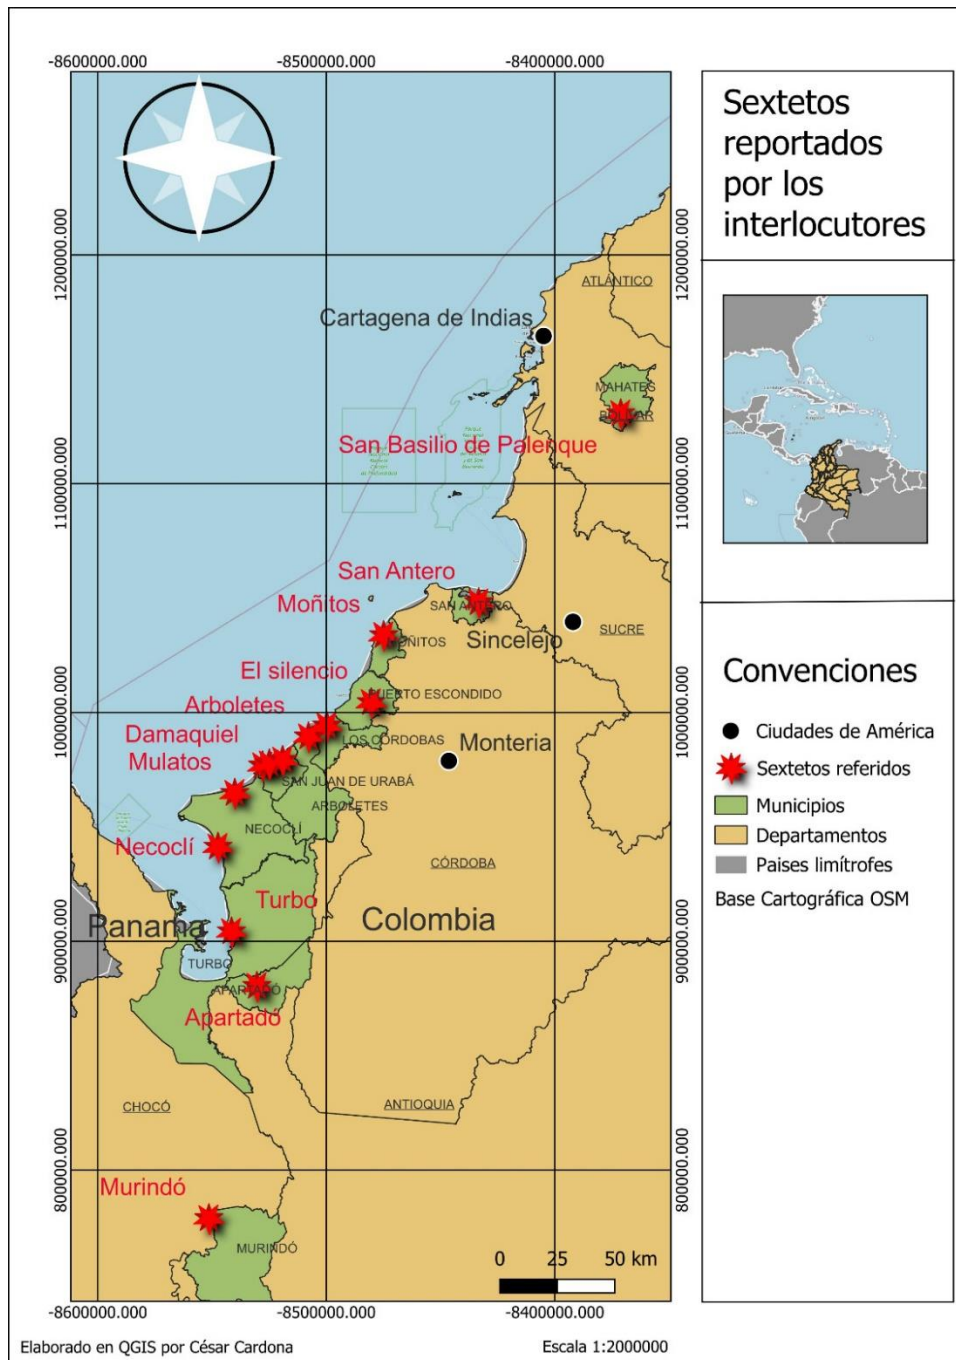 -8600000.000
-8500000.000
-8400000.000
Sextetos
reportados
por los
interlocutores
1200000.000
1200000.000
ATLÁNTICO
Cartagena de Indias
MAHATES
BOLÍVAR
San Basilio de Palenque
1100000.000
1100000.000
San Antero
SAN ANTERO
Moñitos
MOÑITOS
Sincelejo
SUCRE
El silencio
PUERTO ESCONDIDO
Arboletes
1000000.000
1000000.000
Damaquiel
LOS CÓRDOBAS
Monteria
Mulatos
SAN JUAN DE URABÁ
ARBOLETES
NECOCLÍ
Necoclí
CÓRDOBA
Turbo
Panama
Colombia
900000.000
900000.000
TURBO
APARTADÓ
Apartadó
CHOCÓ
ANTIOQUIA
800000.000
800000.000
Murindó
MURINDÓ
0 25 50 km
-8600000.000
-8500000.000
-8400000.000
Convenciones
Ciudades de América
Sextetos referidos
Municipios
Departamentos
Paises limítrofes
Base Cartográfica OSM
Elaborado en QGIS por César Cardona
Escala 1:2000000